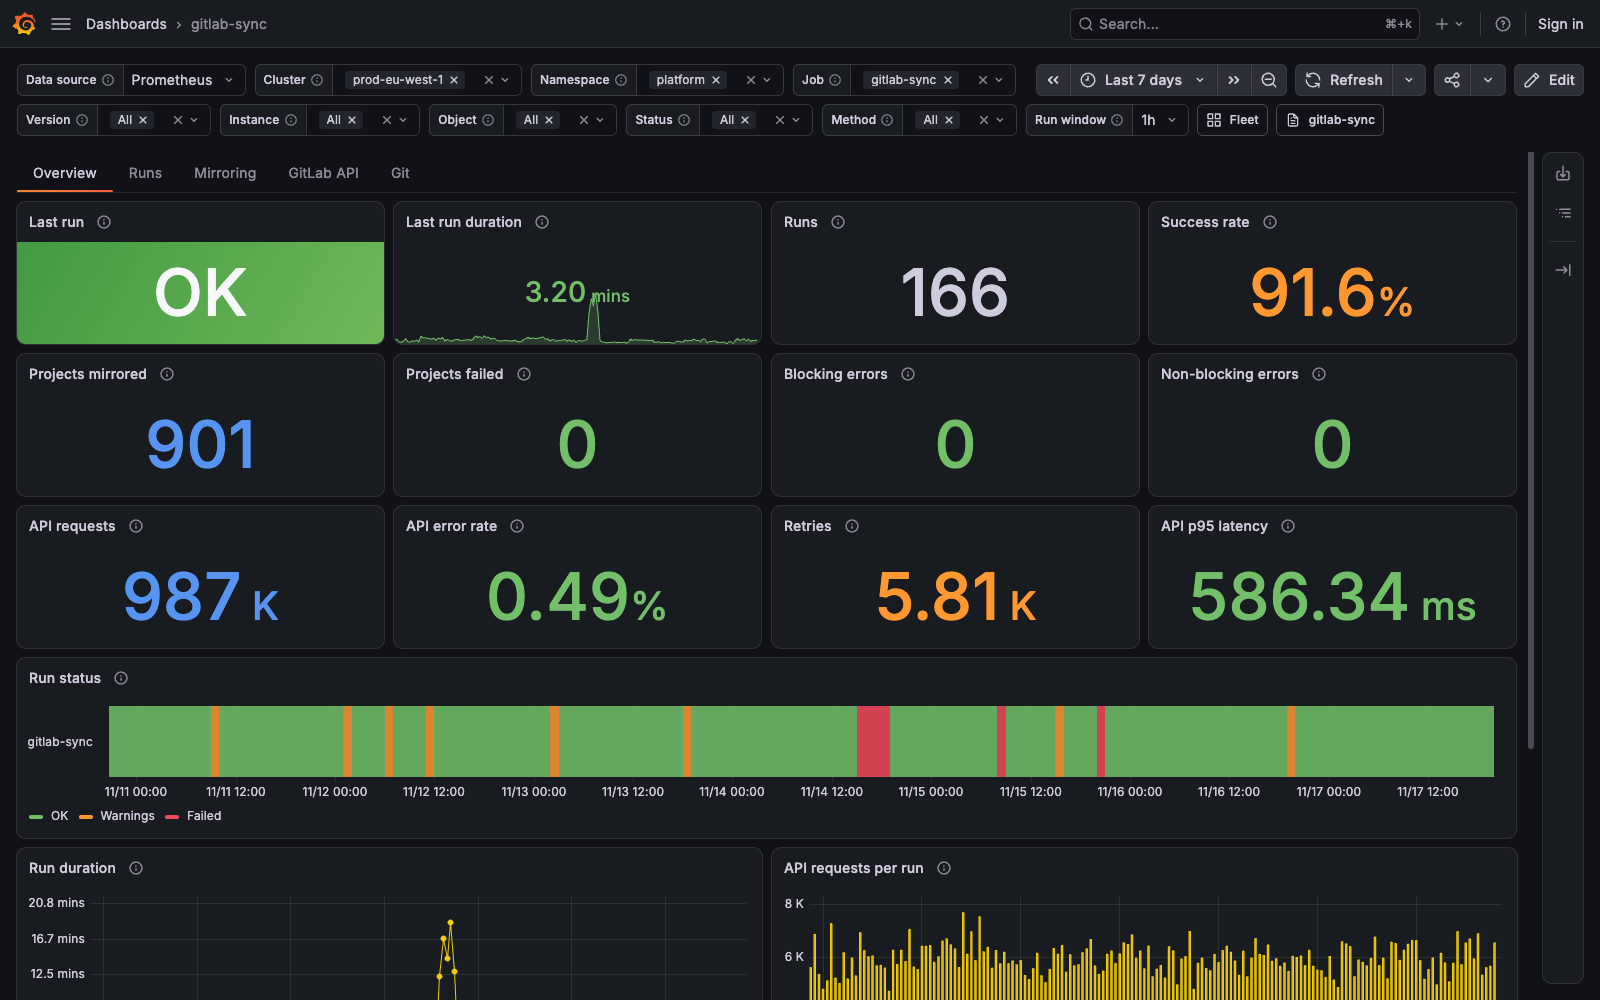 Dashboards › gitlab-sync
Search... ⌘+k
Sign in
Data source Prometheus
Cluster prod-eu-west-1
Namespace platform
Job gitlab-sync
Last 7 days
Refresh
Edit
Version All
Instance All
Object All
Status All
Method All
Run window 1h
Fleet
gitlab-sync
Overview Runs Mirroring GitLab API Git
Last run
OK
Last run duration
3.20 mins
Runs
166
Success rate
91.6%
Projects mirrored
901
Projects failed
0
Blocking errors
0
Non-blocking errors
0
API requests
987 K
API error rate
0.49%
Retries
5.81 K
API p95 latency
586.34 ms
Run status
gitlab-sync
11/11 00:00 11/11 12:00 11/12 00:00 11/12 12:00 11/13 00:00 11/13 12:00 11/14 00:00 11/14 12:00 11/15 00:00 11/15 12:00 11/16 00:00 11/16 12:00 11/17 00:00 11/17 12:00
OK Warnings Failed
Run duration
20.8 mins
16.7 mins
12.5 mins
API requests per run
8 K
6 K